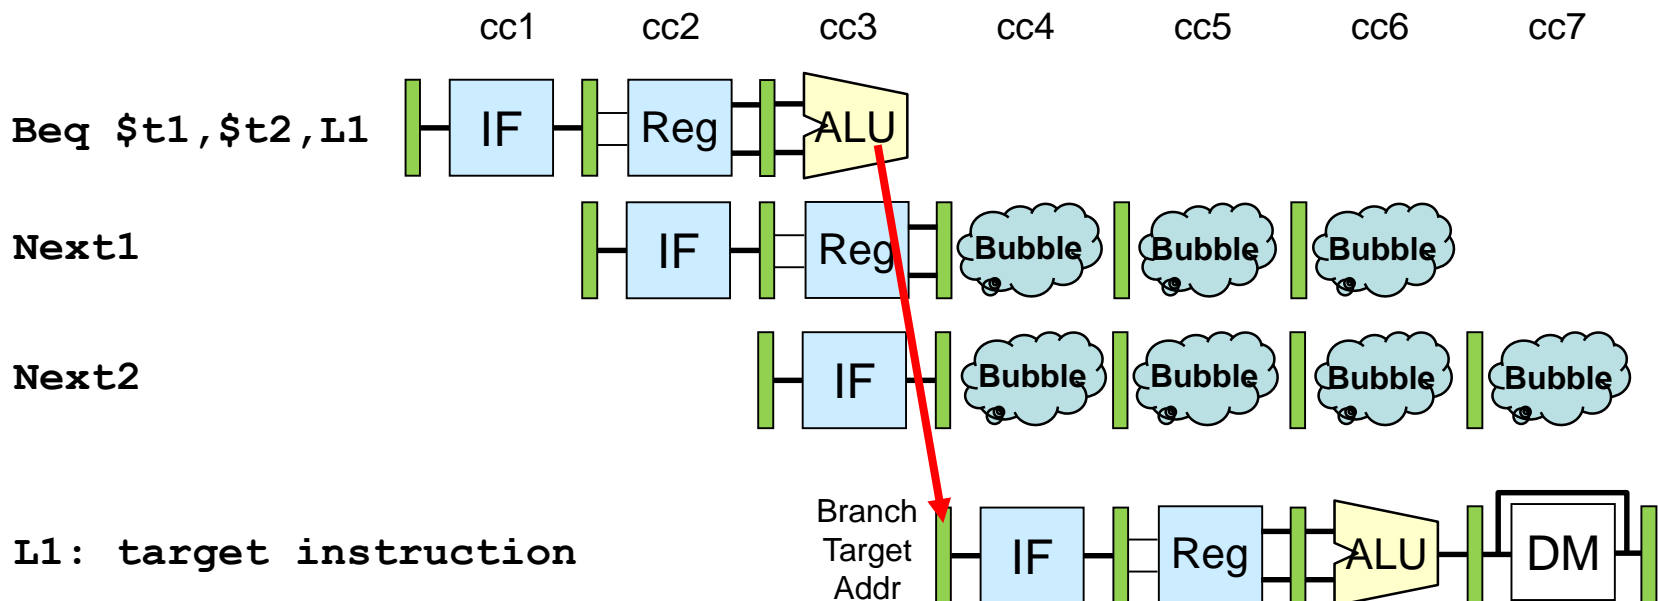 cc1 cc2 cc3 cc4 cc5 cc6 cc7
Beq $t1,$t2,L1 IF Reg ALU
Next1 IF Reg Bubble Bubble Bubble
Next2 IF Bubble Bubble Bubble Bubble
L1: target instruction Branch Target Addr IF Reg ALU DM